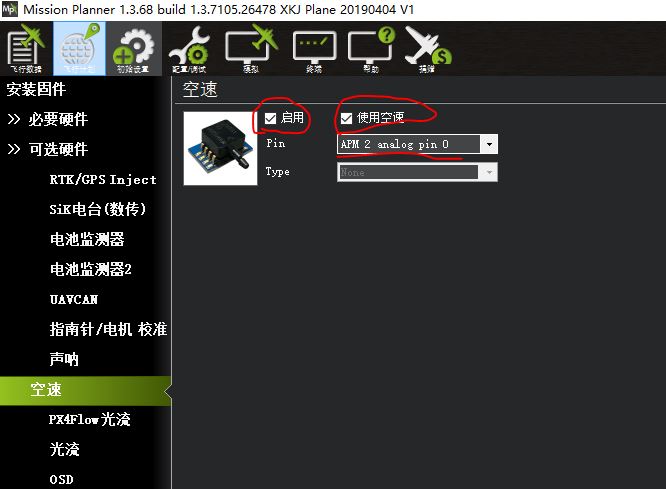 Mission Planner 1.3.68 build 1.3.7105.26478 XKJ Plane 20190404 V1
飞行数据 飞行计划 初始设置 配置/调试 模拟 终端 帮助 捐赠
安装固件
空速
>> 必要硬件
启用 使用空速
>> 可选硬件
Pin APM 2 analog pin 0
RTK/GPS Inject
Type None
SiK电台(数传)
电池监测器
电池监测器2
UAVCAN
指南针/电机 校准
声呐
空速
PX4Flow光流
光流
OSD